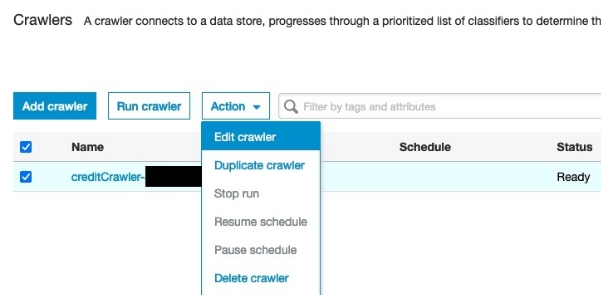 Crawlers A crawler connects to a data store, progresses through a prioritized list of classifiers to determine th
Add crawler Run crawler Action Filter by tags and attributes
Edit crawler
Name Schedule Status
Duplicate crawler
creditCrawler- Ready
Stop run
Resume schedule
Pause schedule
Delete crawler